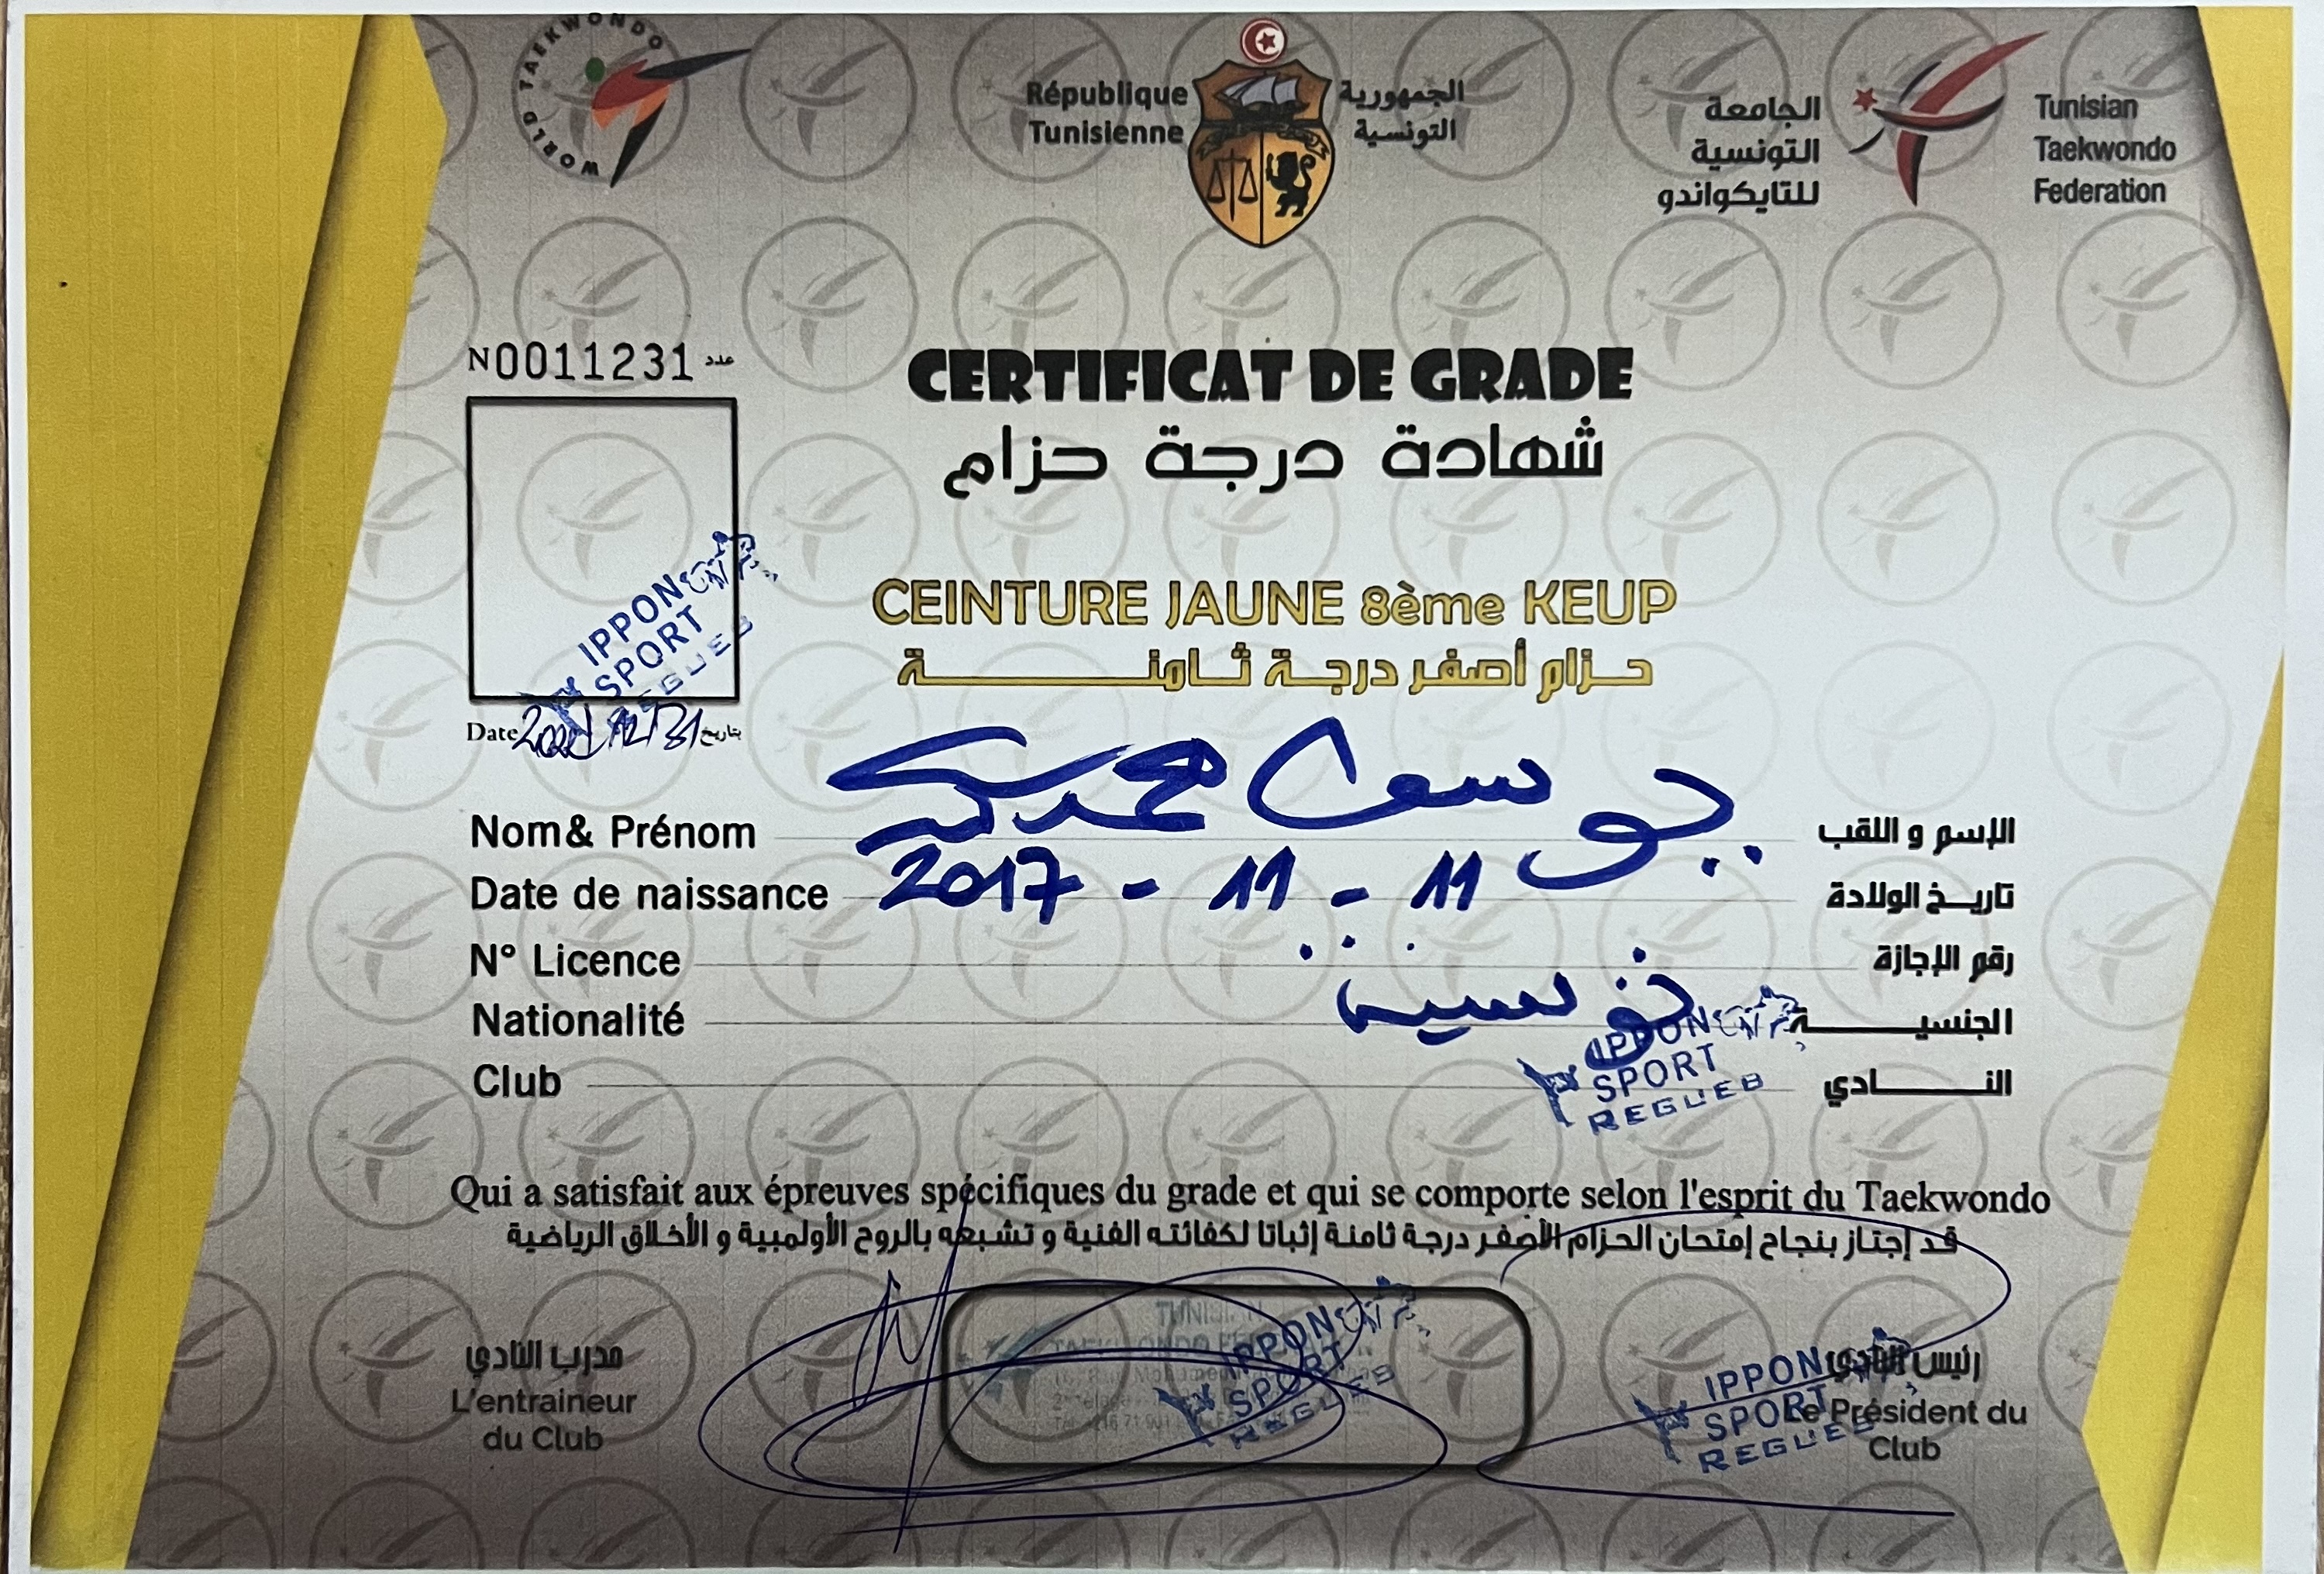 WORLD TAEKWONDO
République
Tunisienne
الجمهورية
التونسية
الجامعة
التونسية
للتايكواندو
Tunisian
Taekwondo
Federation
N0011231 عدد
CERTIFICAT DE GRADE
شهادة درجة حزام
IPPON
SPORT
REGUEB
CEINTURE JAUNE 8ème KEUP
حزام أصفر درجة ثامنة
Date بتاريخ
Nom& Prénom يوسف الإسم و اللقب
Date de naissance 2017 - 11 - 11 تاريخ الولادة
N° Licence رقم الإجازة
Nationalité تونسية الجنسية
Club IPPON SPORT REGUEB النادي
Qui a satisfait aux épreuves spécifiques du grade et qui se comporte selon l'esprit du Taekwondo
قد إجتاز بنجاح إمتحان الحزام الأصفر درجة ثامنة إثباتا لكفائته الفنية و تشبعه بالروح الأولمبية و الأخلاق الرياضية
مدرب النادي
L'entraineur
du Club
TUNISIAN
TAEKWONDO
IPPON
SPORT
REGUEB
رئيس النادي
Le Président du
Club
IPPON
SPORT
REGUEB